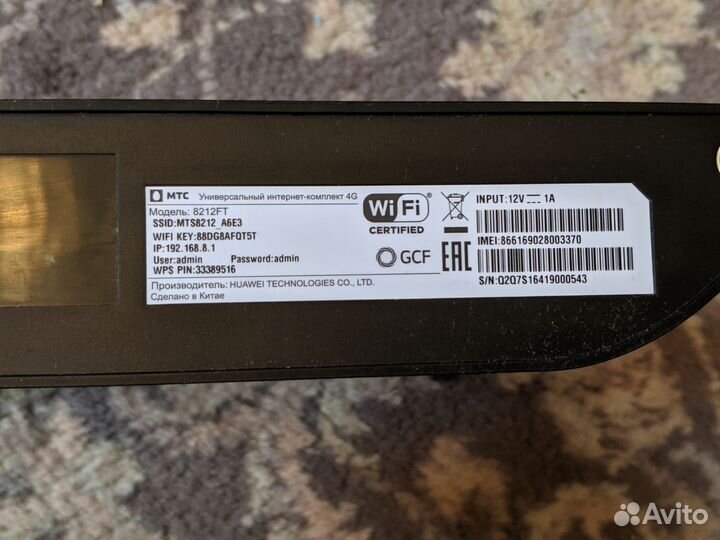 МТС Универсальный интернет-комплект 4G
Модель: 8212FT
SSID:MTS8212_A6E3
WIFI KEY:88DG8AFQT5T
IP:192.168.8.1
User:admin Password:admin
WPS PIN:33389516
Производитель: HUAWEI TECHNOLOGIES CO., LTD.
Сделано в Китае
Wi Fi
CERTIFIED
GCF
EAC
INPUT:12V 1A
IMEI:866169028003370
S/N:Q2Q7S16419000543
Avito